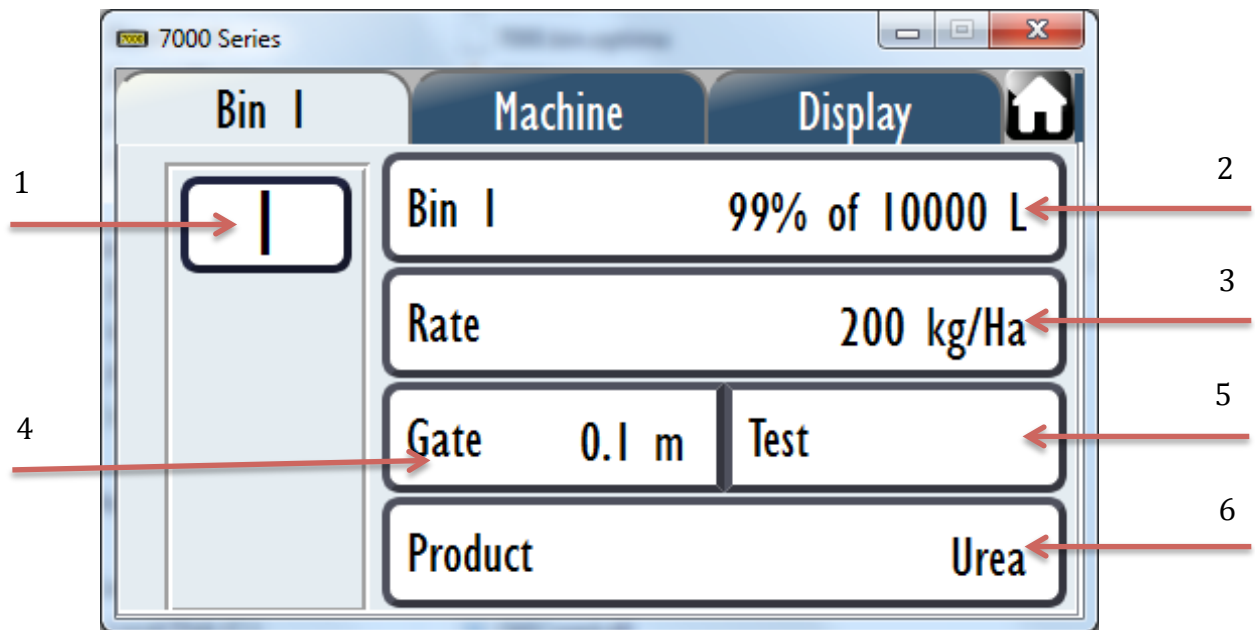 7000 Series
Bin 1 Machine Display
1
1
Bin 1 99% of 10000 L
2
Rate 200 kg/Ha
3
4
Gate 0.1 m Test
5
Product Urea
6